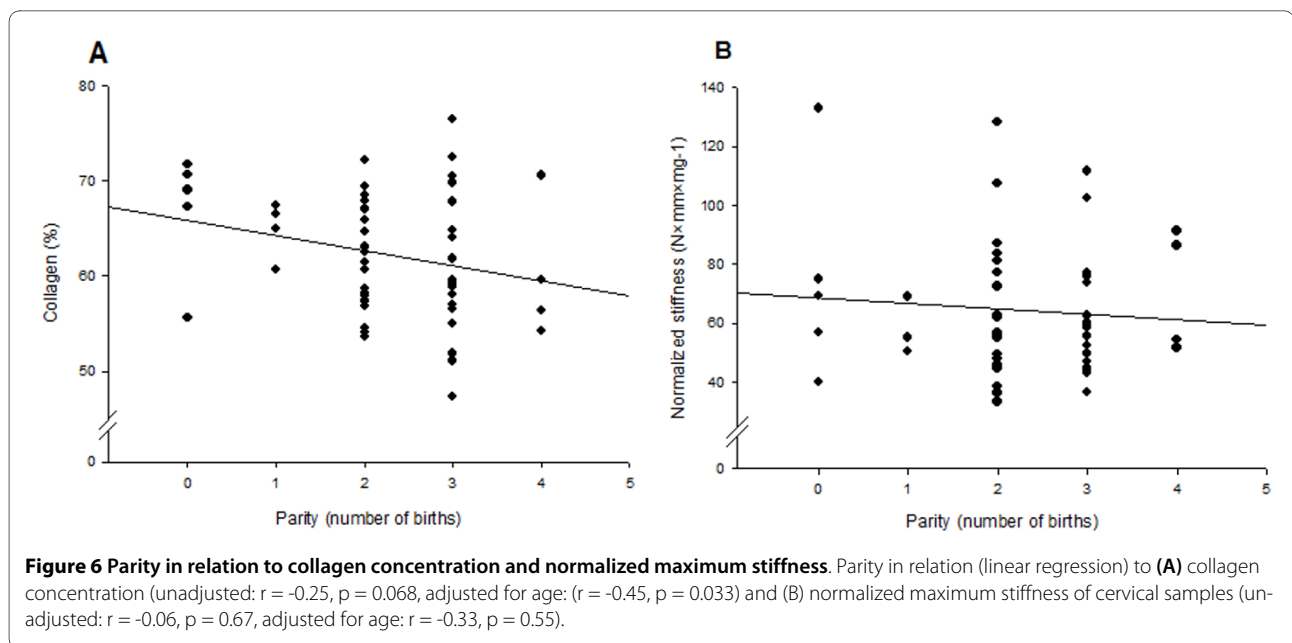 A
B
80
70
60
50
0
Collagen (%)
0 1 2 3 4 5
Parity (number of births)
140
120
100
80
60
40
0
Normalized stiffness (N×mm×mg-1)
0 1 2 3 4 5
Parity (number of births)
Figure 6 Parity in relation to collagen concentration and normalized maximum stiffness. Parity in relation (linear regression) to (A) collagen
concentration (unadjusted: r = -0.25, p = 0.068, adjusted for age: (r = -0.45, p = 0.033) and (B) normalized maximum stiffness of cervical samples (un-
adjusted: r = -0.06, p = 0.67, adjusted for age: r = -0.33, p = 0.55).